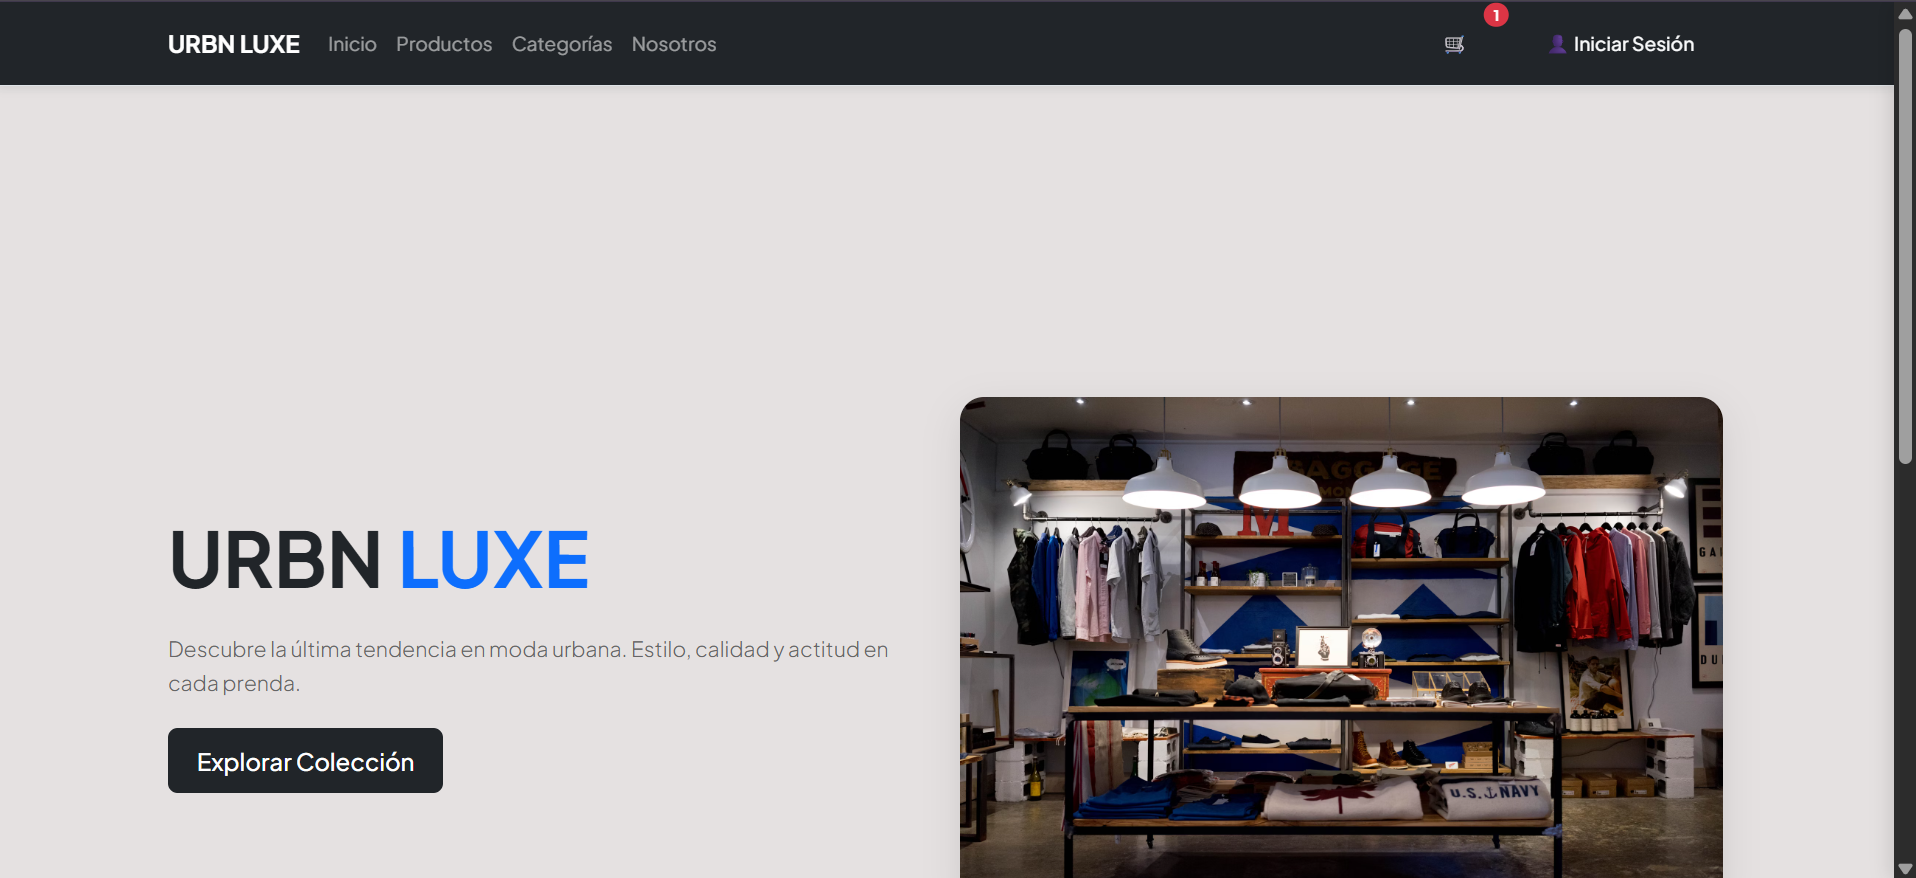 URBN LUXE Inicio Productos Categorías Nosotros 1 Iniciar Sesión
URBN LUXE
Descubre la última tendencia en moda urbana. Estilo, calidad y actitud en
cada prenda.
Explorar Colección
M
U.S. NAVY